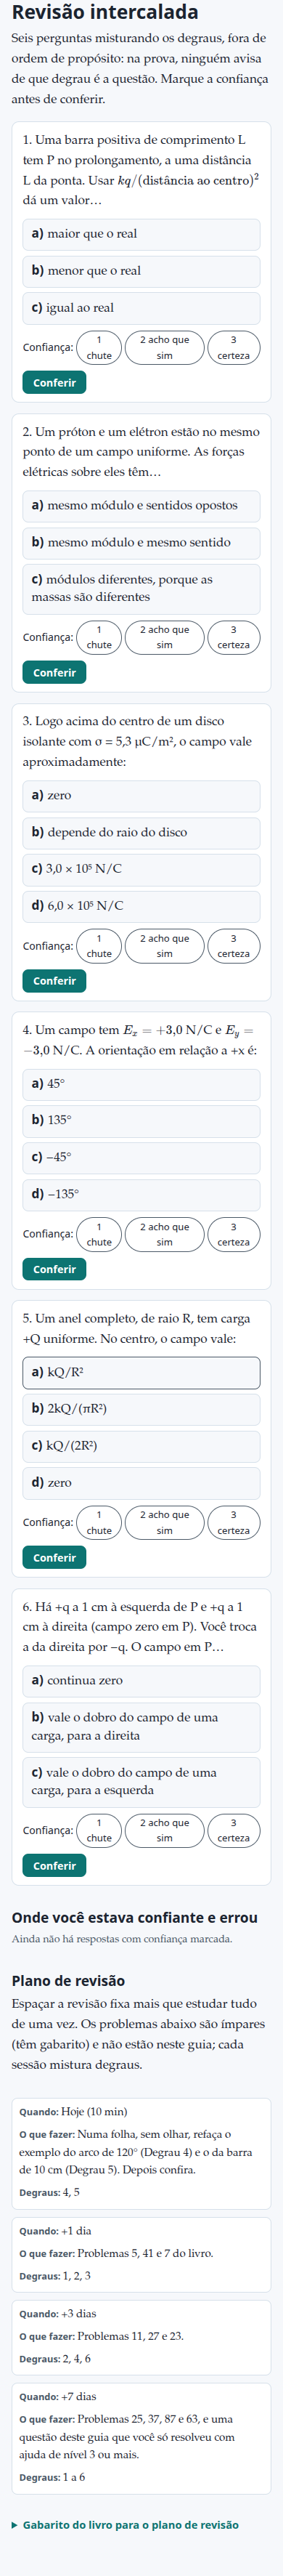 Revisão intercalada
Seis perguntas misturando os degraus, fora de
ordem de propósito: na prova, ninguém avisa
de que degrau é a questão. Marque a confiança
antes de conferir.
1. Uma barra positiva de comprimento L
tem P no prolongamento, a uma distância
L da ponta. Usar kq/(distância ao centro)²
dá um valor…
a) maior que o real
b) menor que o real
c) igual ao real
Confiança:
1
chute
2 acho que
sim
3
certeza
Conferir
2. Um próton e um elétron estão no mesmo
ponto de um campo uniforme. As forças
elétricas sobre eles têm…
a) mesmo módulo e sentidos opostos
b) mesmo módulo e mesmo sentido
c) módulos diferentes, porque as
massas são diferentes
Confiança:
1
chute
2 acho que
sim
3
certeza
Conferir
3. Logo acima do centro de um disco
isolante com σ = 5,3 µC/m², o campo vale
aproximadamente:
a) zero
b) depende do raio do disco
c) 3,0 × 10⁵ N/C
d) 6,0 × 10⁵ N/C
Confiança:
1
chute
2 acho que
sim
3
certeza
Conferir
4. Um campo tem Eₓ = +3,0 N/C e E_y =
−3,0 N/C. A orientação em relação a +x é:
a) 45°
b) 135°
c) −45°
d) −135°
Confiança:
1
chute
2 acho que
sim
3
certeza
Conferir
5. Um anel completo, de raio R, tem carga
+Q uniforme. No centro, o campo vale:
a) kQ/R²
b) 2kQ/(πR²)
c) kQ/(2R²)
d) zero
Confiança:
1
chute
2 acho que
sim
3
certeza
Conferir
6. Há +q a 1 cm à esquerda de P e +q a 1
cm à direita (campo zero em P). Você troca
a da direita por −q. O campo em P…
a) continua zero
b) vale o dobro do campo de uma
carga, para a direita
c) vale o dobro do campo de uma
carga, para a esquerda
Confiança:
1
chute
2 acho que
sim
3
certeza
Conferir
Onde você estava confiante e errou
Ainda não há respostas com confiança marcada.
Plano de revisão
Espaçar a revisão fixa mais que estudar tudo
de uma vez. Os problemas abaixo são ímpares
(têm gabarito) e não estão neste guia; cada
sessão mistura degraus.
Quando: Hoje (10 min)
O que fazer: Numa folha, sem olhar, refaça o
exemplo do arco de 120° (Degrau 4) e o da barra
de 10 cm (Degrau 5). Depois confira.
Degraus: 4, 5
Quando: +1 dia
O que fazer: Problemas 5, 41 e 7 do livro.
Degraus: 1, 2, 3
Quando: +3 dias
O que fazer: Problemas 11, 27 e 23.
Degraus: 2, 4, 6
Quando: +7 dias
O que fazer: Problemas 25, 37, 87 e 63, e uma
questão deste guia que você só resolveu com
ajuda de nível 3 ou mais.
Degraus: 1 a 6
▶ Gabarito do livro para o plano de revisão